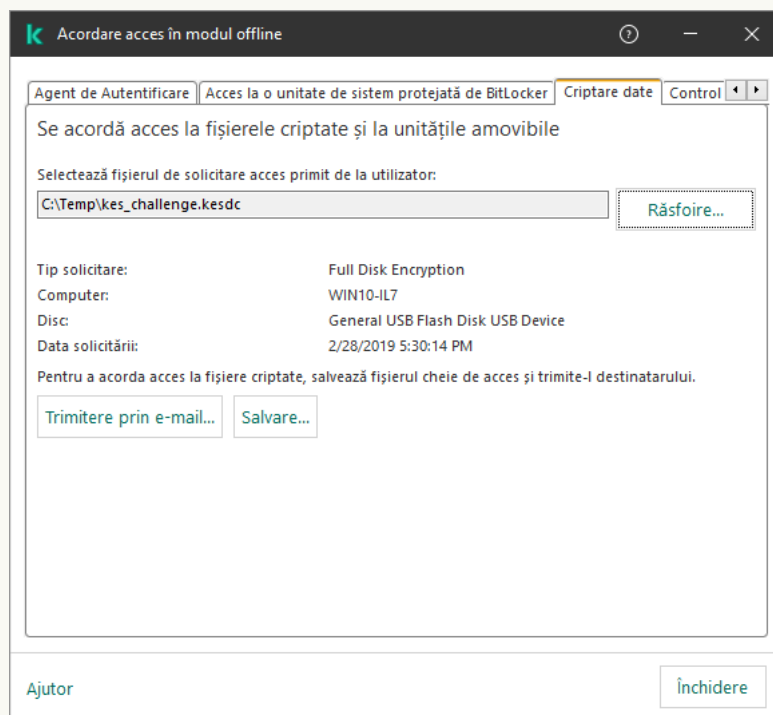 Acordare acces în modul offline
Agent de Autentificare Acces la o unitate de sistem protejată de BitLocker Criptare date Control
Se acordă acces la fișierele criptate și la unitățile amovibile
Selectează fișierul de solicitare acces primit de la utilizator:
C:\Temp\kes_challenge.kesdc Răsfoire...
Tip solicitare: Full Disk Encryption
Computer: WIN10-IL7
Disc: General USB Flash Disk USB Device
Data solicitării: 2/28/2019 5:30:14 PM
Pentru a acorda acces la fișiere criptate, salvează fișierul cheie de acces și trimite-l destinatarului.
Trimitere prin e-mail... Salvare...
Ajutor Închidere